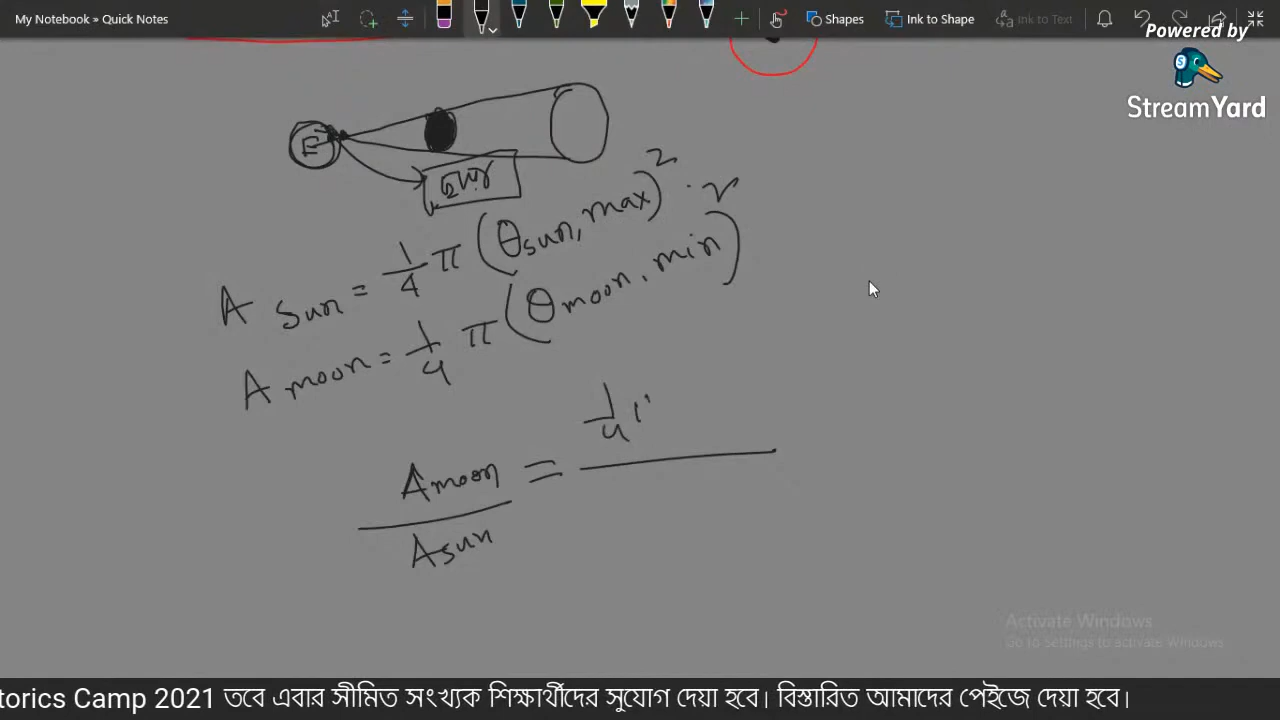 My Notebook » Quick Notes
Shapes
Ink to Shape
Ink to Text
Powered by
StreamYard
E
A sun = 1/4 π (θsun, max)²
A moon = 1/4 π (θmoon, min)²
Amoon/Asun = 1/4
Activate Windows
Go to Settings to activate Windows.
torics Camp 2021 তবে এবার সীমিত সংখ্যক শিক্ষার্থীদের সুযোগ দেয়া হবে। বিস্তারিত আমাদের পেইজে দেয়া হবে।